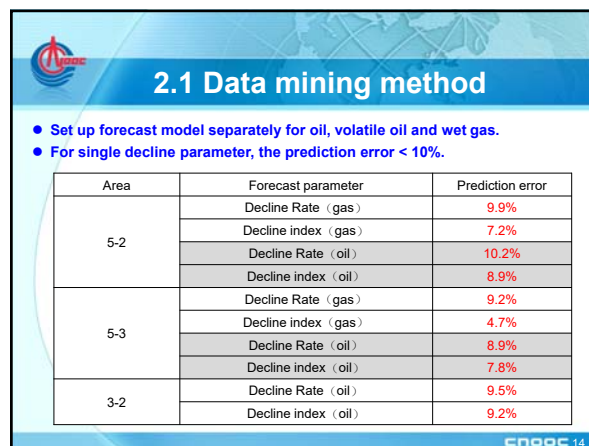 2.1 Data mining method
● Set up forecast model separately for oil, volatile oil and wet gas.
● For single decline parameter, the prediction error < 10%.
Area Forecast parameter Prediction error
5-2
Decline Rate（gas） 9.9%
Decline index（gas） 7.2%
Decline Rate（oil） 10.2%
Decline index（oil） 8.9%
5-3
Decline Rate（gas） 9.2%
Decline index（gas） 4.7%
Decline Rate（oil） 8.9%
Decline index（oil） 7.8%
3-2
Decline Rate（oil） 9.5%
Decline index（oil） 9.2%
14